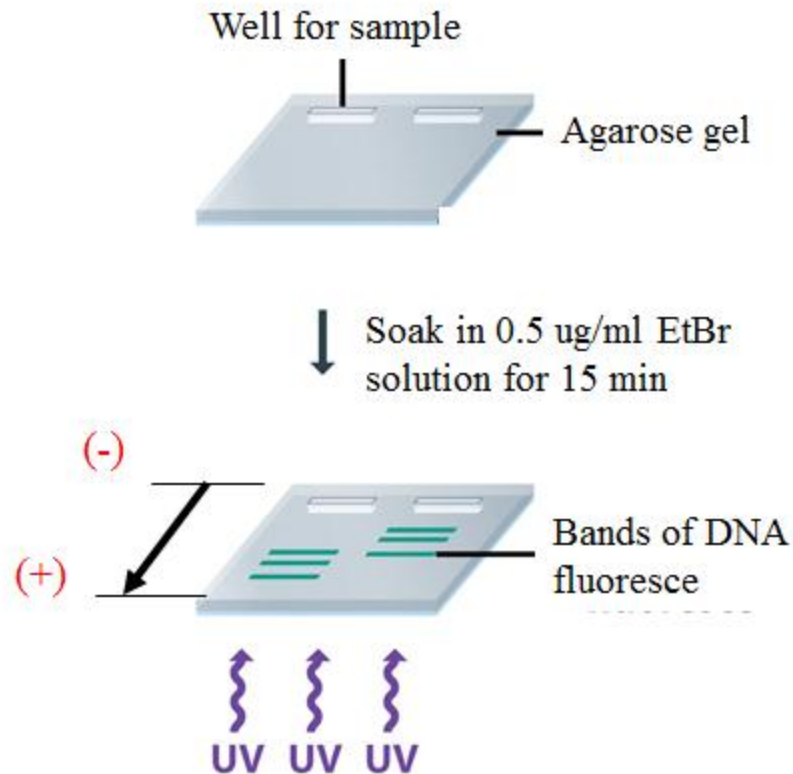 Well for sample
Agarose gel
Soak in 0.5 ug/ml EtBr
solution for 15 min
(-)
(+)
Bands of DNA
fluoresce
UV UV UV